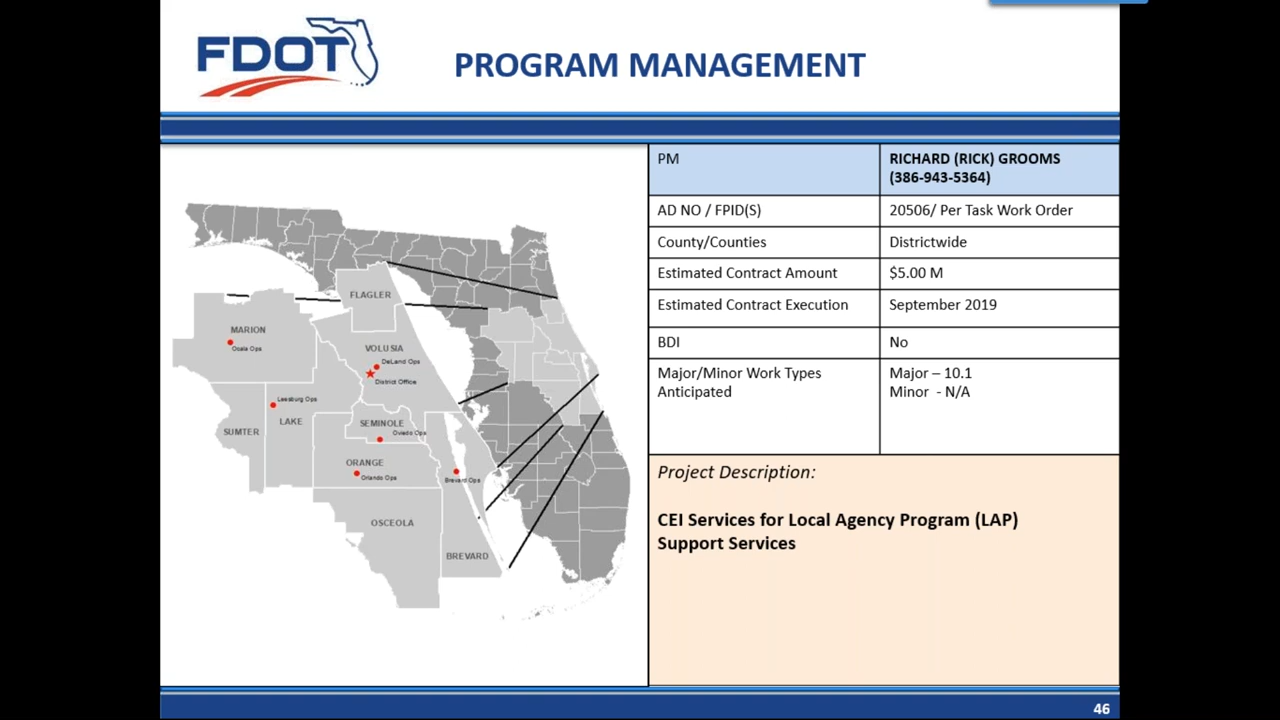 FDOT
PROGRAM MANAGEMENT
PM
RICHARD (RICK) GROOMS
(386-943-5364)
AD NO / FPID(S)
20506/ Per Task Work Order
County/Counties
Districtwide
Estimated Contract Amount
$5.00 M
Estimated Contract Execution
September 2019
BDI
No
Major/Minor Work Types
Anticipated
Major – 10.1
Minor - N/A
Project Description:
CEI Services for Local Agency Program (LAP)
Support Services
FLAGLER
MARION
Ocala Ops
VOLUSIA
DeLand Ops
District Office
Leesburg Ops
LAKE
SUMTER
SEMINOLE
Oviedo Ops
ORANGE
Orlando Ops
Brevard Ops
OSCEOLA
BREVARD
46